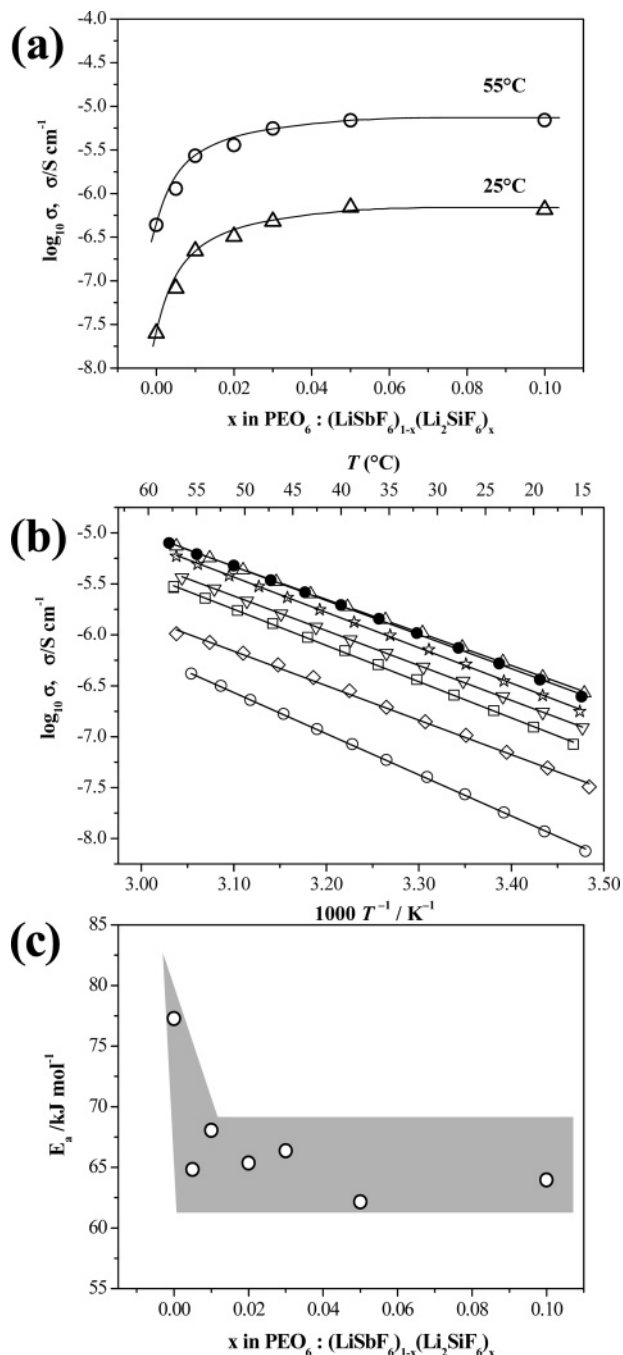 (a)
-4.0
-4.5
-5.0
-5.5
-6.0
-6.5
-7.0
-7.5
-8.0
log₁₀ σ, σ/S cm⁻¹
55°C
25°C
0.00 0.02 0.04 0.06 0.08 0.10
x in PEO₆ : (LiSbF₆)₁₋ₓ(Li₂SiF₆)ₓ
(b)
T (°C)
60 55 50 45 40 35 30 25 20 15
-5.0
-5.5
-6.0
-6.5
-7.0
-7.5
-8.0
log₁₀ σ, σ/S cm⁻¹
3.00 3.10 3.20 3.30 3.40 3.50
1000 T⁻¹ / K⁻¹
(c)
85
80
75
70
65
60
55
Eₐ /kJ mol⁻¹
0.00 0.02 0.04 0.06 0.08 0.10
x in PEO₆ : (LiSbF₆)₁₋ₓ(Li₂SiF₆)ₓ